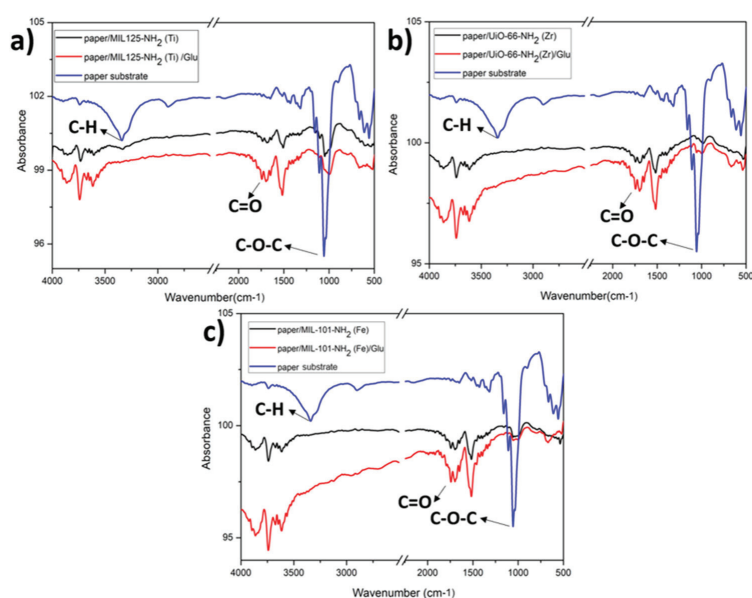 a)
105
102
99
95
Absorbance
paper/MIL125-NH2 (Ti)
paper/MIL125-NH2 (Ti) /Glu
paper substrate
C-H
C=O
C-O-C
4000 3500 3000 2000 1500 1000 500
Wavenumber(cm-1)
b)
105
100
95
Absorbance
paper/UiO-66-NH2 (Zr)
paper/UiO-66-NH2(Zr)/Glu
paper substrate
C-H
C=O
C-O-C
4000 3500 3000 2000 1500 1000 500
Wavenumber(cm-1)
c)
105
100
95
Absorbance
paper/MIL-101-NH2 (Fe)
paper/MIL-101-NH2 (Fe)/Glu
paper substrate
C-H
C=O
C-O-C
4000 3500 3000 2000 1500 1000 500
Wavenumber(cm-1)